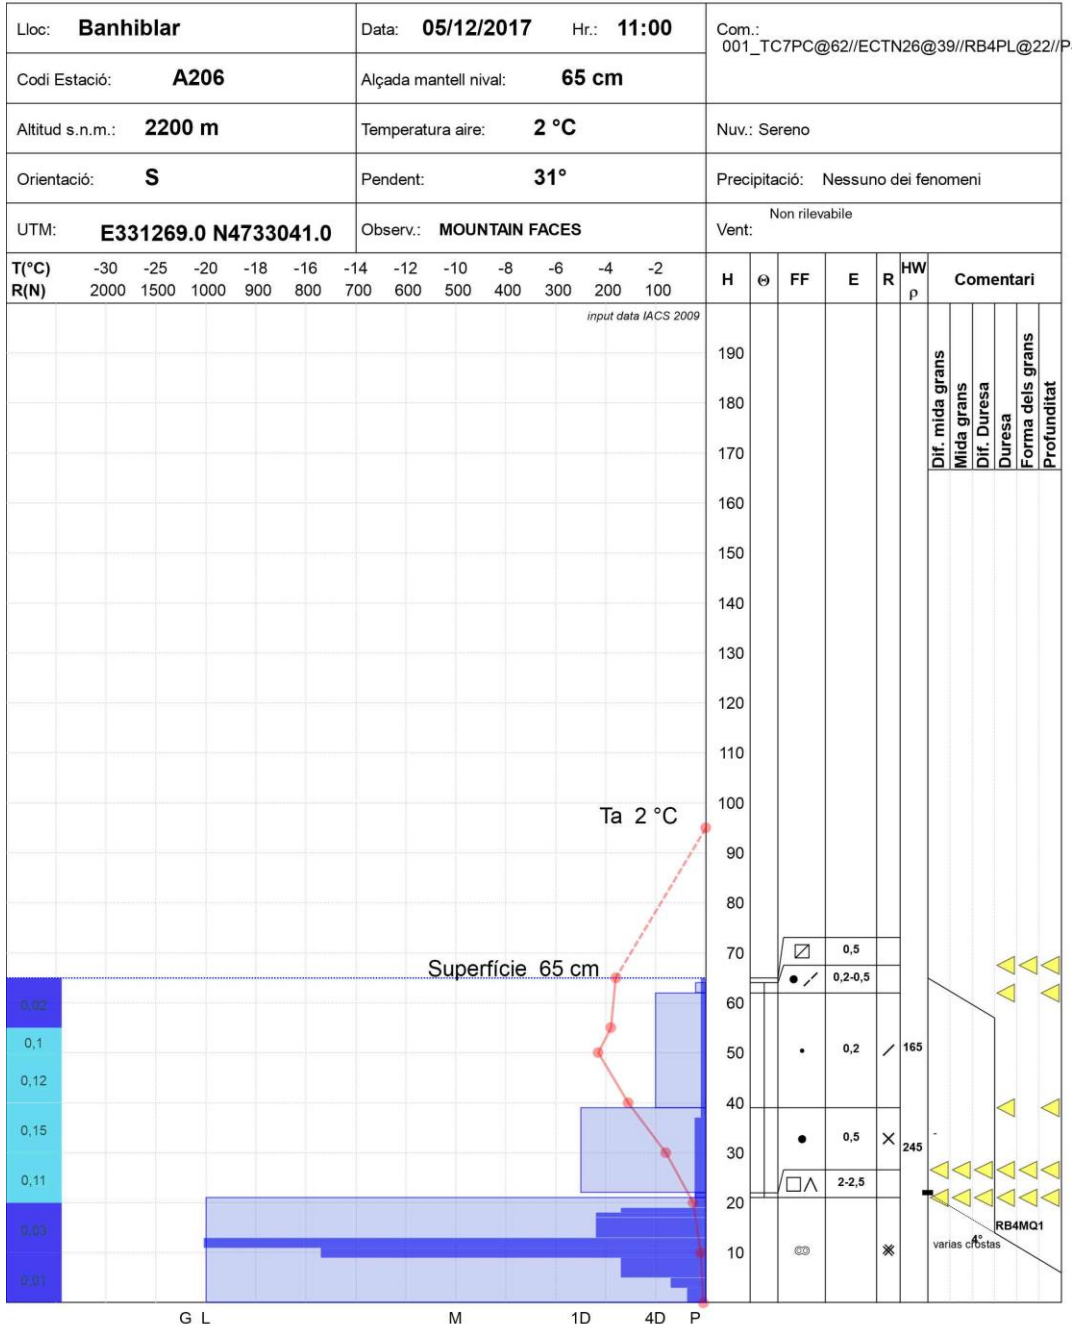 Lloc: Banhiblar Data: 05/12/2017 Hr.: 11:00 Com.:
001_TC7PC@62//ECTN26@39//RB4PL@22//P
Codi Estació: A206 Alçada mantell nival: 65 cm
Altitud s.n.m.: 2200 m Temperatura aire: 2 °C Nuv.: Sereno
Orientació: S Pendent: 31° Precipitació: Nessuno dei fenomeni
UTM: E331269.0 N4733041.0 Observ.: MOUNTAIN FACES Vent: Non rilevabile
T(°C) -30 -25 -20 -18 -16 -14 -12 -10 -8 -6 -4 -2
R(N) 2000 1500 1000 900 800 700 600 500 400 300 200 100
H Θ FF E R HW ρ Comentari
input data IACS 2009
Dif. mida grans
Mida grans
Dif. Duresa
Duresa
Forma dels grans
Profunditat
190
180
170
160
150
140
130
120
110
100
Ta 2 °C
90
80
70 0,5
Superfície 65 cm
0,2-0,5
60
0,02
0,1
50 0,2 165
0,12
40
0,15
30 0,5 245 -
0,11
2-2,5
20
0,03
RB4MQ1
4°
10 varias crostas
0,01
G L M 1D 4D P